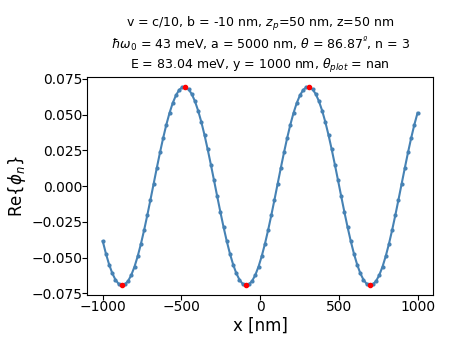 v = c/10, b = -10 nm, z_p=50 nm, z=50 nm
ℏω₀ = 43 meV, a = 5000 nm, θ = 86.87°, n = 3
E = 83.04 meV, y = 1000 nm, θ_plot = nan
0.075
0.050
0.025
0.000
−0.025
−0.050
−0.075
Re{ϕₙ}
−1000 −500 0 500 1000
x [nm]